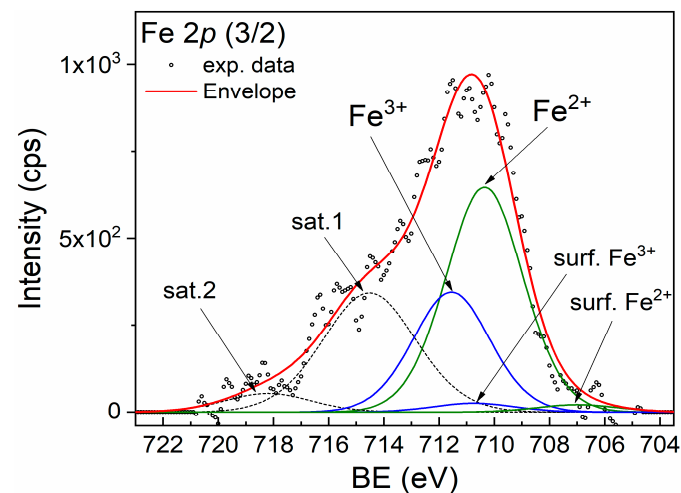 Fe 2p (3/2)
exp. data
Envelope
1x10³
5x10²
0
Intensity (cps)
Fe³⁺
Fe²⁺
sat.1
sat.2
surf. Fe³⁺
surf. Fe²⁺
722 720 718 716 714 712 710 708 706 704
BE (eV)